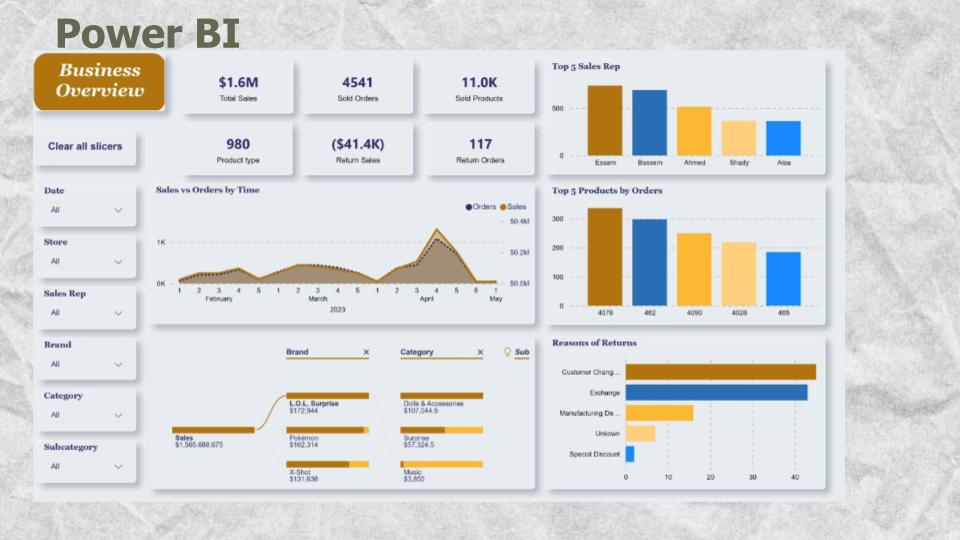 Power BI
Business
Overview
$1.6M
Total Sales
4541
Sold Orders
11.0K
Sold Products
980
Product type
($41.4K)
Return Sales
117
Return Orders
Clear all slicers
Date
All
Store
All
Sales Rep
All
Brand
All
Category
All
Subcategory
All
Sales vs Orders by Time
Orders Sales
$0.4M
1K
$0.2M
0K
$0.0M
1 2 3 4 5 1 2 3 4 5 1 2 3 4 5 6 1
February March April May
2023
Brand
Category
Sub
Sales
$1,565,688.675
L.O.L. Surprise
$172,944
Pokémon
$162,314
X-Shot
$131,638
Dolls & Accessories
$107,044.5
Surprise
$57,324.5
Music
$3,850
Top 5 Sales Rep
500
0
Essam Bassem Ahmed Shady Alaa
Top 5 Products by Orders
300
200
100
0
4078 462 4090 4028 465
Reasons of Returns
Customer Chang...
Exchange
Manufacturing De...
Unkown
Special Discount
0 10 20 30 40